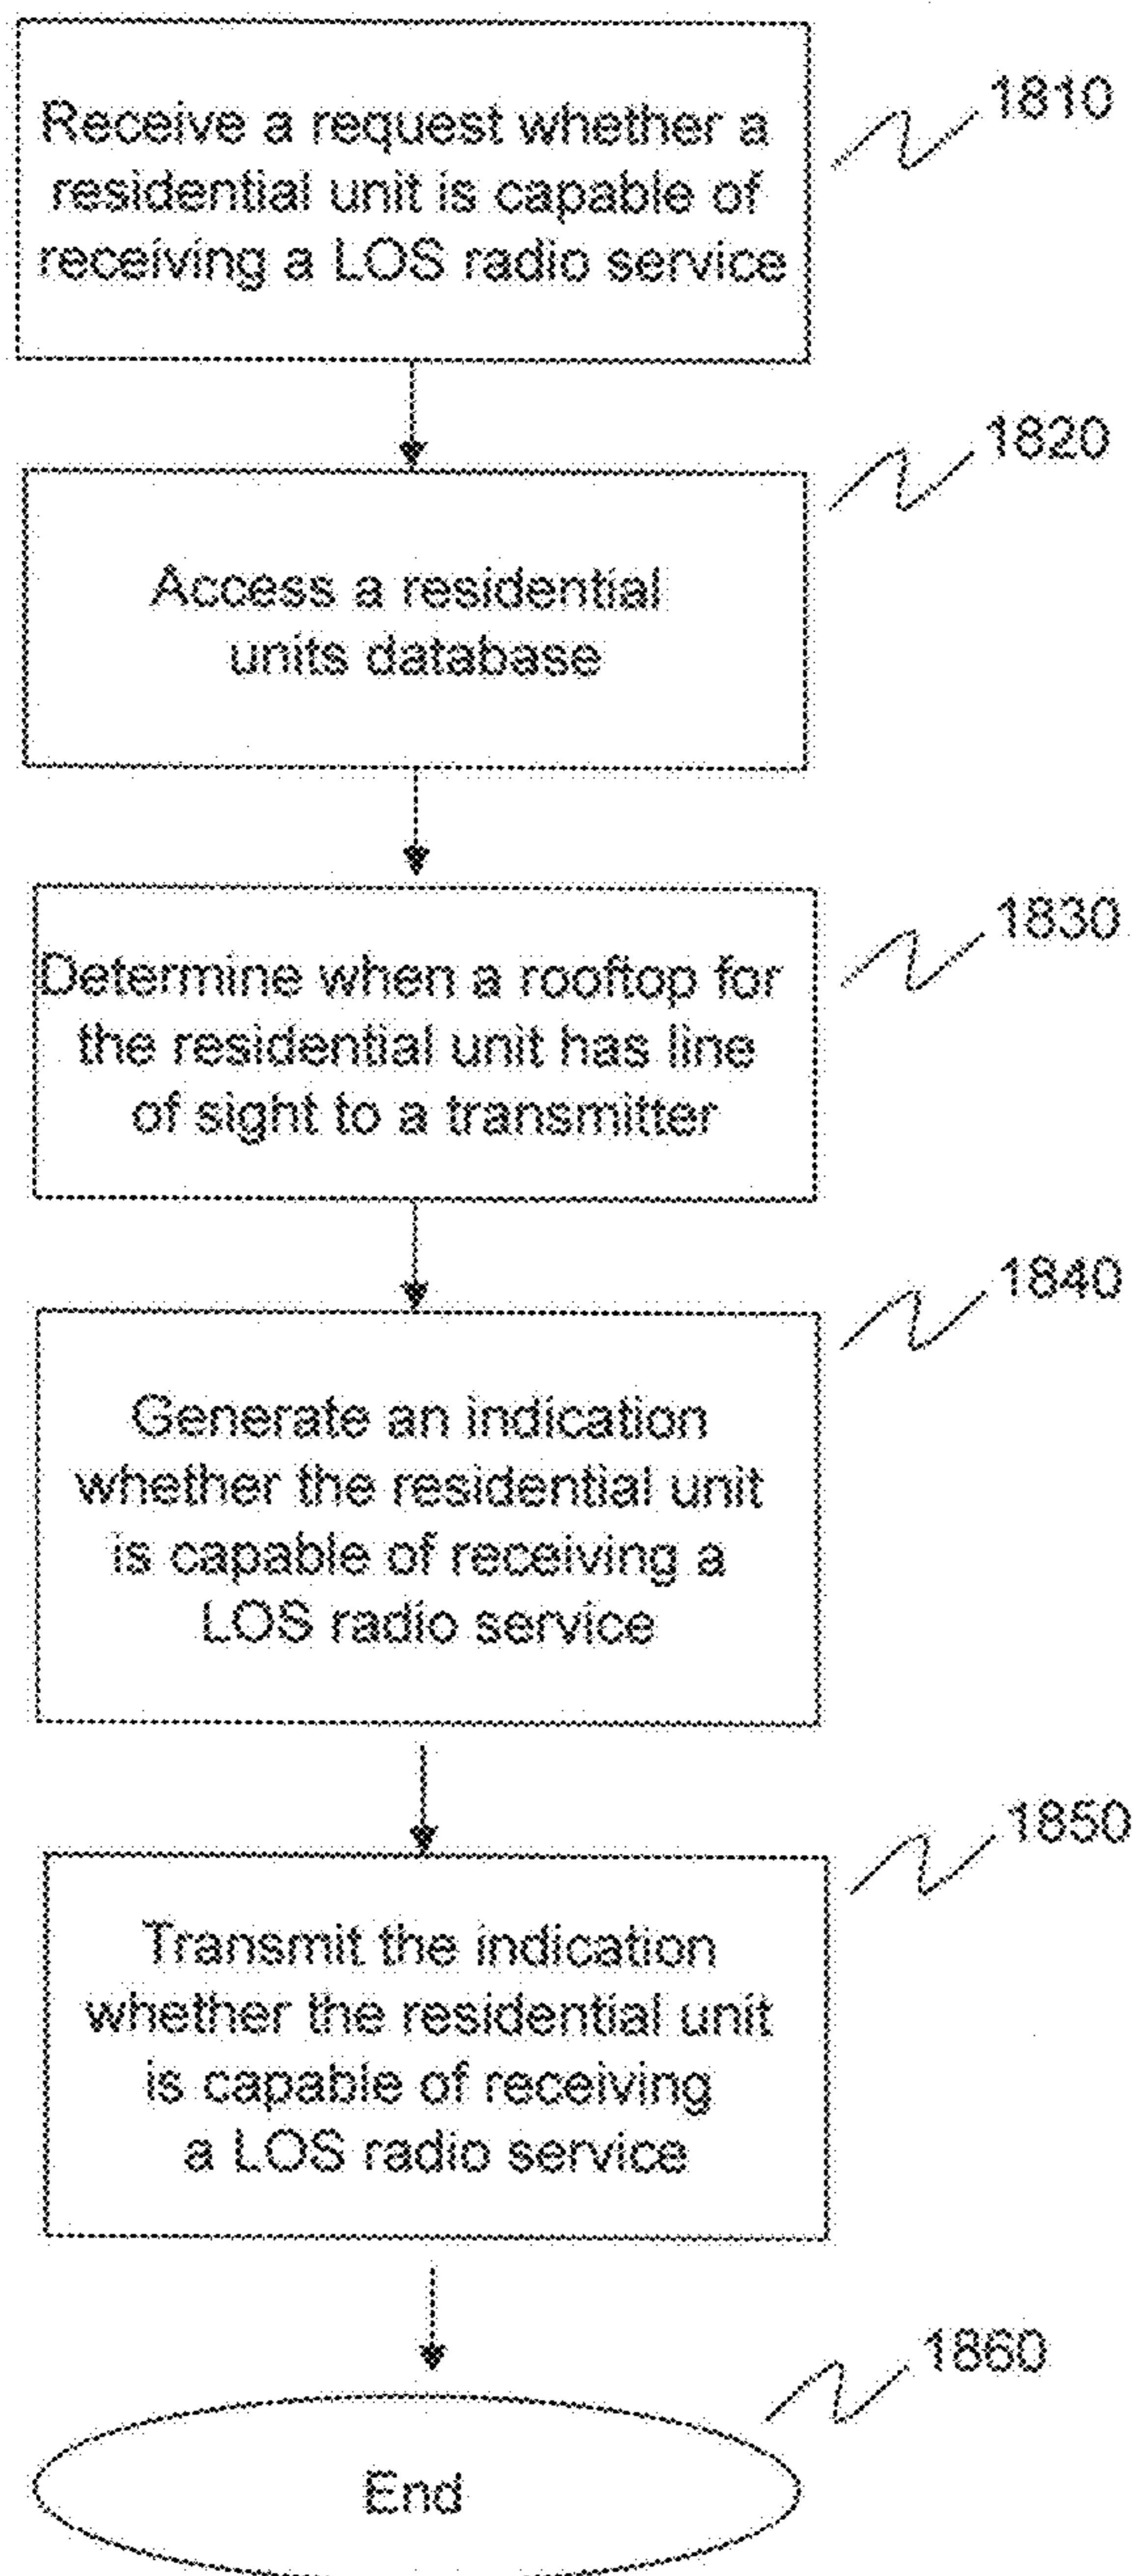 Receive a request whether a
residential unit is capable of
receiving a LOS radio service
1810
Access a residential
units database
1820
Determine when a rooftop for
the residential unit has line
of sight to a transmitter
1830
Generate an indication
whether the residential unit
is capable of receiving a
LOS radio service
1840
Transmit the indication
whether the residential unit
is capable of receiving
a LOS radio service
1850
End
1860